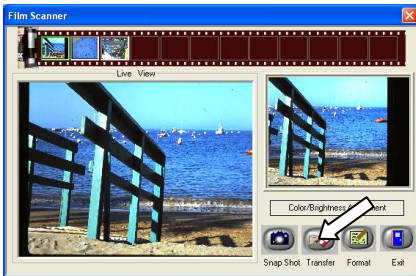 Film Scanner
Live View
Color/Brightness
Snap Shot Transfer Format Exit